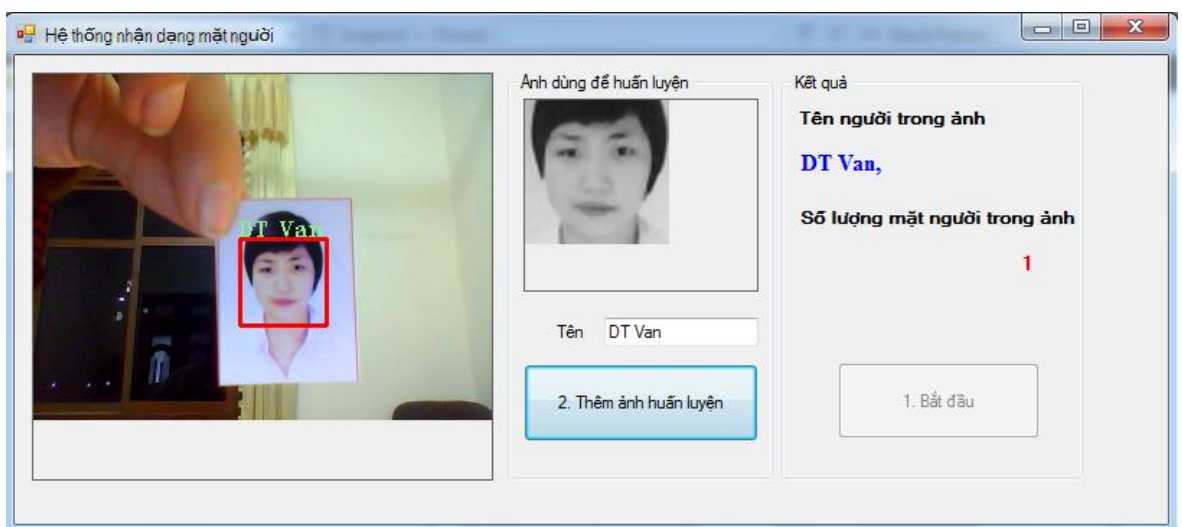 Hệ thống nhận dạng mặt người
DT Van
Ảnh dùng để huấn luyện
Tên DT Van
2. Thêm ảnh huấn luyện
Kết quả
Tên người trong ảnh
DT Van,
Số lượng mặt người trong ảnh
1
1. Bắt đầu